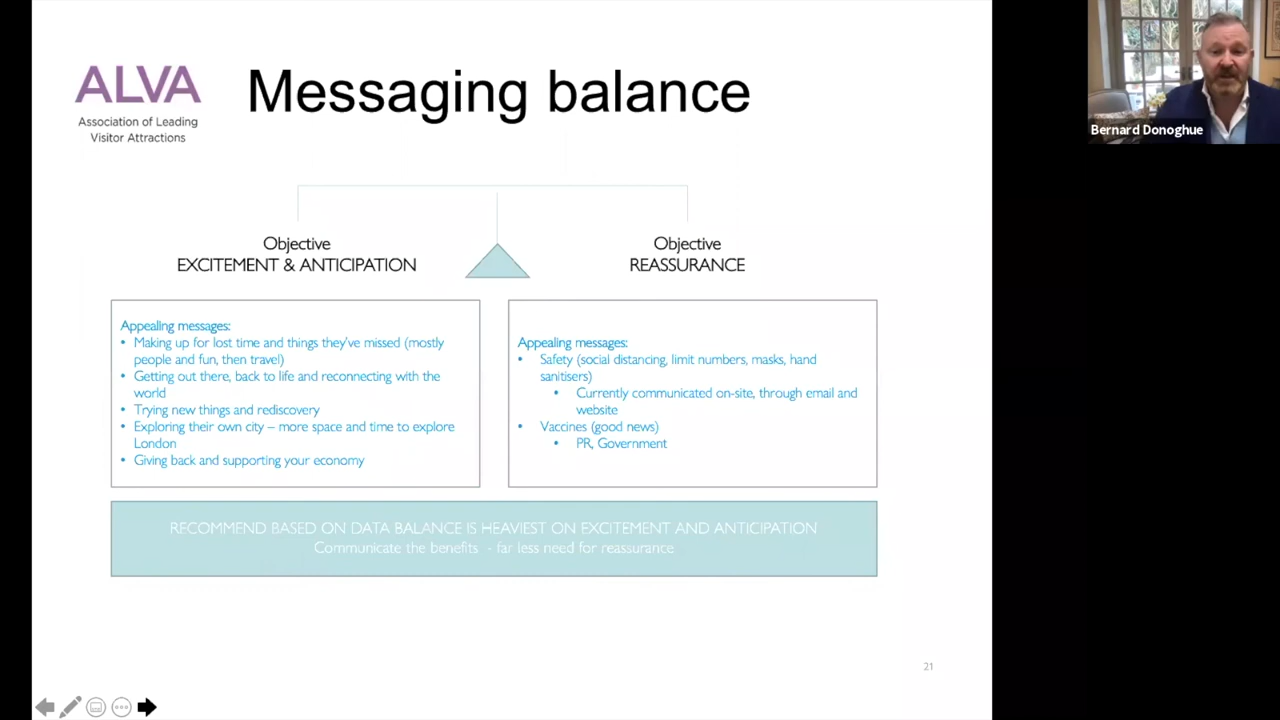 ALVA
Association of Leading
Visitor Attractions
Messaging balance
Bernard Donoghue
Objective
EXCITEMENT & ANTICIPATION
Objective
REASSURANCE
Appealing messages:
• Making up for lost time and things they've missed (mostly
people and fun, then travel)
• Getting out there, back to life and reconnecting with the
world
• Trying new things and rediscovery
• Exploring their own city – more space and time to explore
London
• Giving back and supporting your economy
Appealing messages:
• Safety (social distancing, limit numbers, masks, hand
sanitisers)
• Currently communicated on-site, through email and
website
• Vaccines (good news)
• PR, Government
RECOMMEND BASED ON DATA BALANCE IS HEAVIEST ON EXCITEMENT AND ANTICIPATION
Communicate the benefits - far less need for reassurance
21